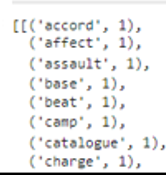 [[('accord', 1),
('affect', 1),
('assault', 1),
('base', 1),
('beat', 1),
('camp', 1),
('catalogue', 1),
('charge', 1),